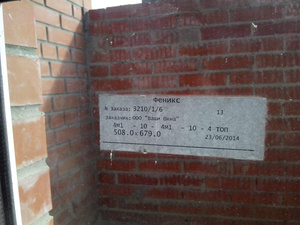 Феникс
№ Заказа: 3210/1/6 13
Заказчик: ООО "Ваши Окна"
4М1 - 10 - 4М1 - 10 - 4 ТОП
508.0x679.0 23/06/2014